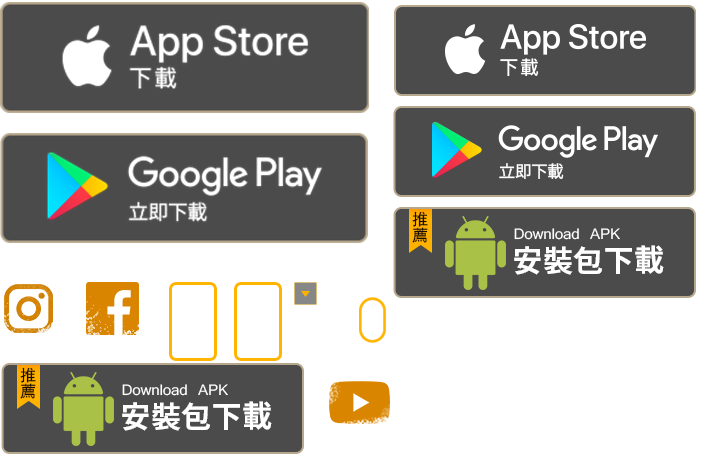 App Store
下載
Google Play
立即下載
App Store
下載
Google Play
立即下載
推薦
Download APK
安裝包下載
推薦
Download APK
安裝包下載